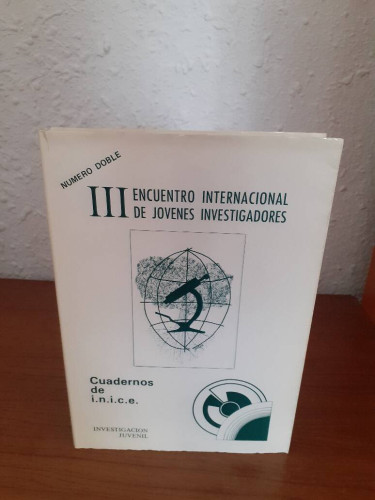 NUMERO DOBLE
III ENCUENTRO INTERNACIONAL
DE JOVENES INVESTIGADORES
Cuadernos
de
i.n.i.c.e.
INVESTIGACION
JUVENIL